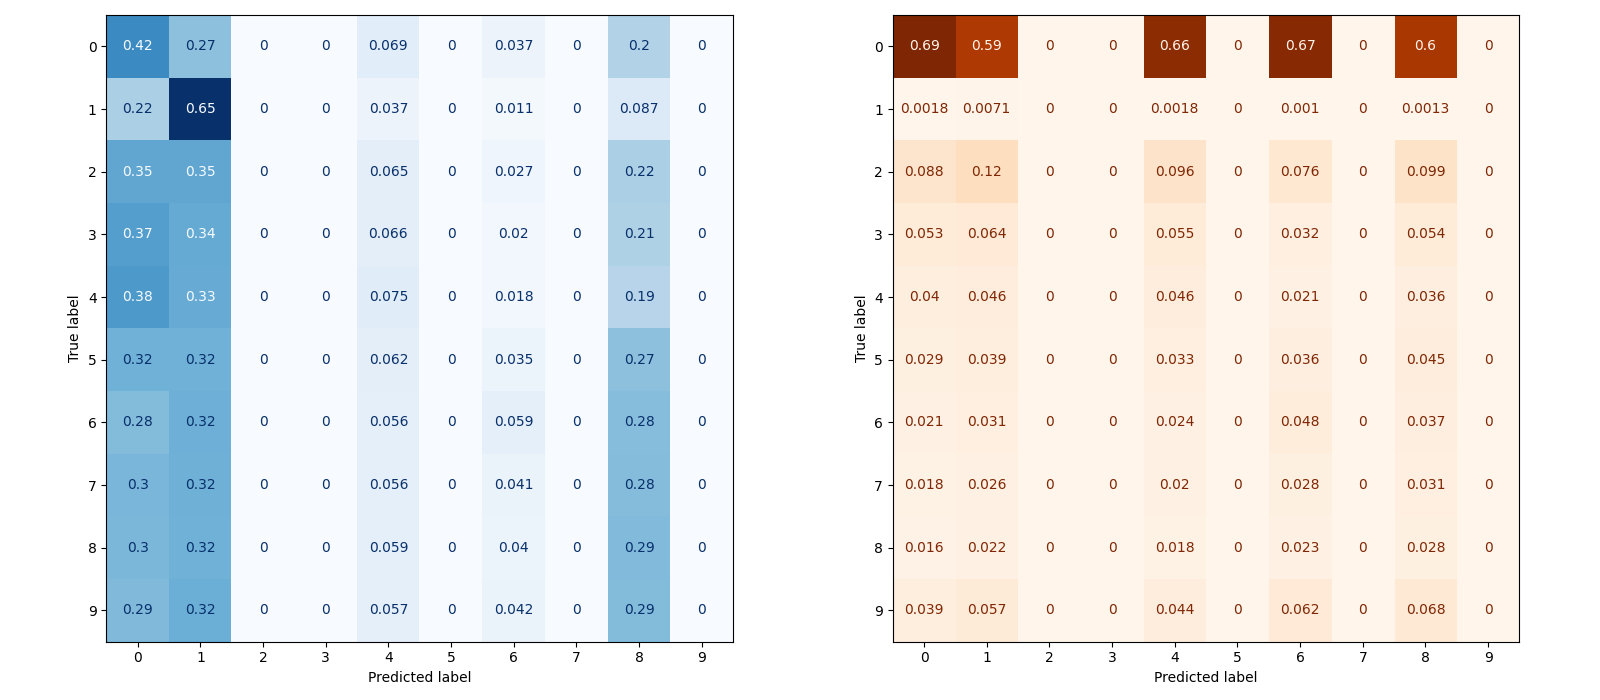 0 0.42 0.27 0 0 0.069 0 0.037 0 0.2 0
1 0.22 0.65 0 0 0.037 0 0.011 0 0.087 0
2 0.35 0.35 0 0 0.065 0 0.027 0 0.22 0
3 0.37 0.34 0 0 0.066 0 0.02 0 0.21 0
4 0.38 0.33 0 0 0.075 0 0.018 0 0.19 0
5 0.32 0.32 0 0 0.062 0 0.035 0 0.27 0
6 0.28 0.32 0 0 0.056 0 0.059 0 0.28 0
7 0.3 0.32 0 0 0.056 0 0.041 0 0.28 0
8 0.3 0.32 0 0 0.059 0 0.04 0 0.29 0
9 0.29 0.32 0 0 0.057 0 0.042 0 0.29 0
0 1 2 3 4 5 6 7 8 9
Predicted label
True label
0 0.69 0.59 0 0 0.66 0 0.67 0 0.6 0
1 0.0018 0.0071 0 0 0.0018 0 0.001 0 0.0013 0
2 0.088 0.12 0 0 0.096 0 0.076 0 0.099 0
3 0.053 0.064 0 0 0.055 0 0.032 0 0.054 0
4 0.04 0.046 0 0 0.046 0 0.021 0 0.036 0
5 0.029 0.039 0 0 0.033 0 0.036 0 0.045 0
6 0.021 0.031 0 0 0.024 0 0.048 0 0.037 0
7 0.018 0.026 0 0 0.02 0 0.028 0 0.031 0
8 0.016 0.022 0 0 0.018 0 0.023 0 0.028 0
9 0.039 0.057 0 0 0.044 0 0.062 0 0.068 0
0 1 2 3 4 5 6 7 8 9
Predicted label
True label